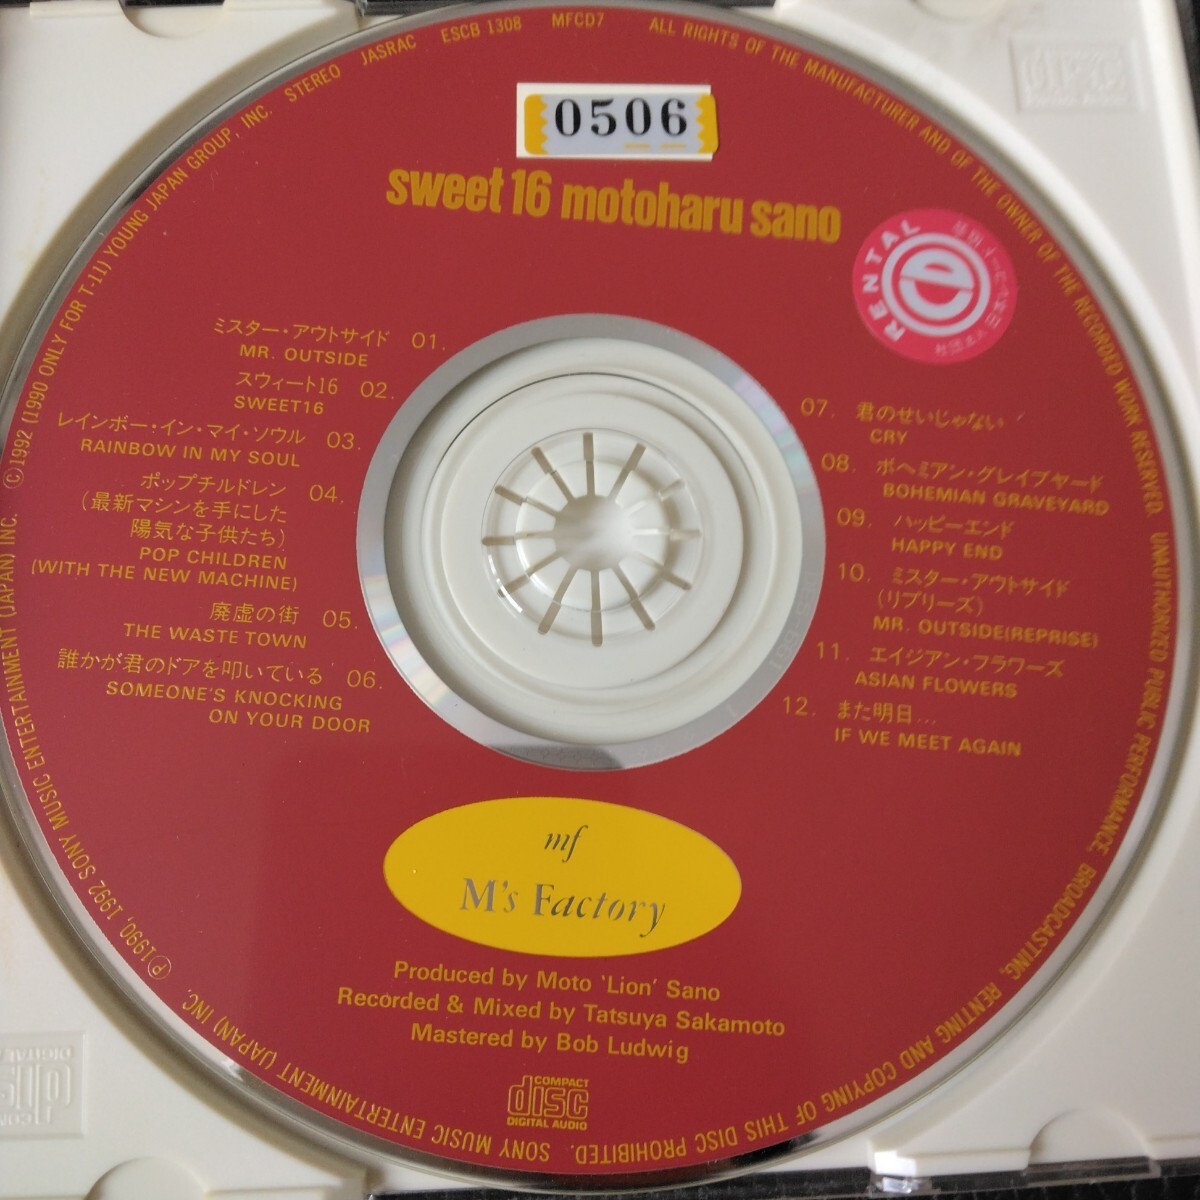 STEREO JASRAC ESCB 1308 MFCD7 ALL RIGHTS OF THE MANUFACTURER AND OF THE OWNER OF THE RECORDED WORK RESERVED. UNAUTHORIZED PUBLIC PERFORMANCE, BROADCASTING, RENTING AND COPYING OF THIS DISC PROHIBITED.
SONY MUSIC ENTERTAINMENT (JAPAN) INC.
Ⓟ1990, 1992 SONY MUSIC ENTERTAINMENT (JAPAN) INC. Ⓒ1992 (1990 ONLY FOR T-11) YOUNG JAPAN GROUP, INC.
0506
sweet 16 motoharu sano
RENTAL
e
ミスター・アウトサイド 01.
MR. OUTSIDE
スウィート16 02.
SWEET16
レインボー・イン・マイ・ソウル 03.
RAINBOW IN MY SOUL
ポップチルドレン 04.
(最新マシンを手にした
陽気な子供たち)
POP CHILDREN
(WITH THE NEW MACHINE)
廃虚の街 05.
THE WASTE TOWN
誰かが君のドアを叩いている 06.
SOMEONE'S KNOCKING
ON YOUR DOOR
07. 君のせいじゃない
CRY
08. ボヘミアン・グレイブヤード
BOHEMIAN GRAVEYARD
09. ハッピーエンド
HAPPY END
10. ミスター・アウトサイド
(リプリーズ)
MR. OUTSIDE(REPRISE)
11. エイジアン・フラワーズ
ASIAN FLOWERS
12. また明日…
IF WE MEET AGAIN
mf
M's Factory
Produced by Moto 'Lion' Sano
Recorded & Mixed by Tatsuya Sakamoto
Mastered by Bob Ludwig
COMPACT
disc
DIGITAL AUDIO